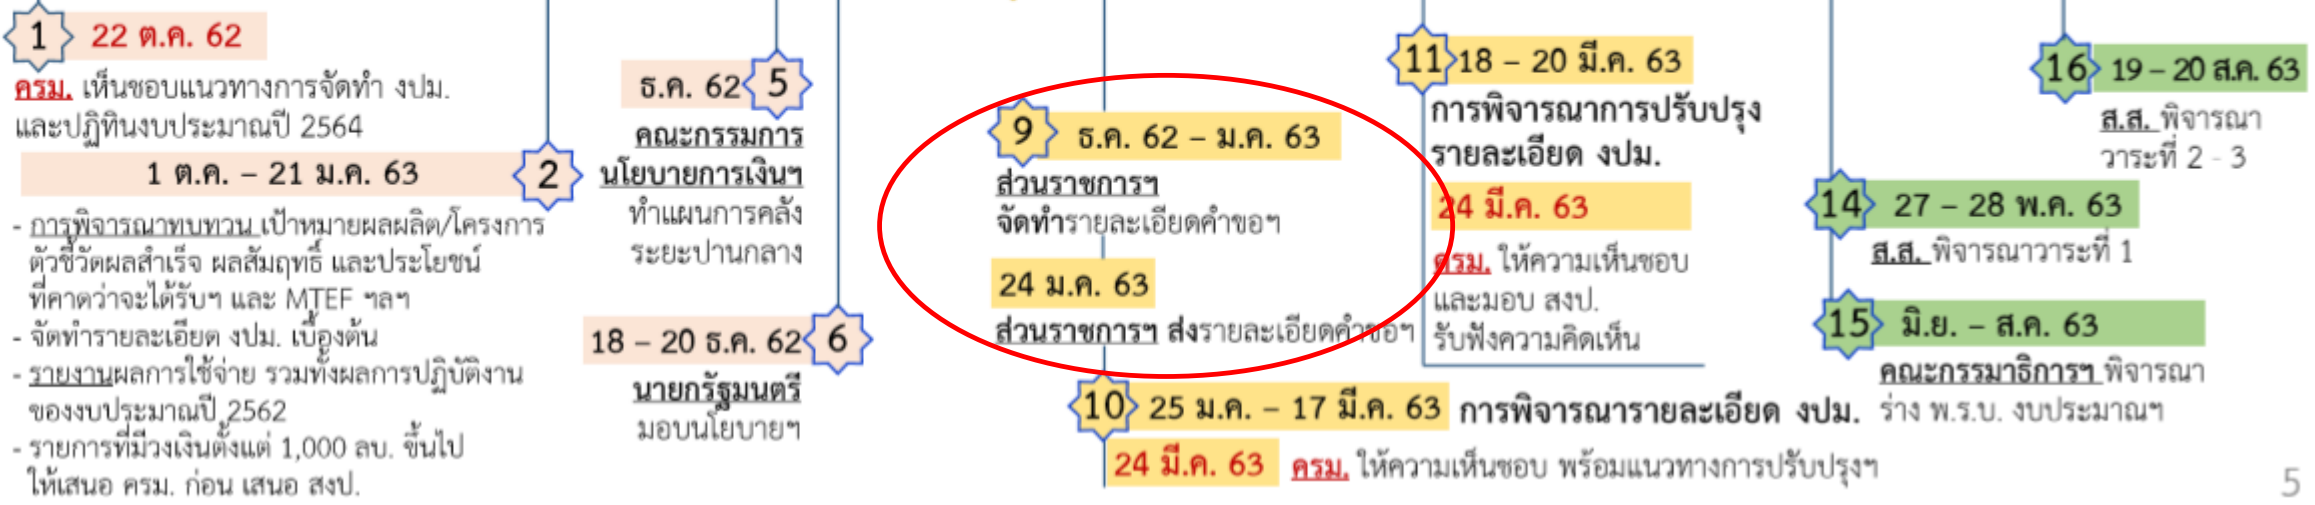 1 22 ต.ค. 62
ครม. เห็นชอบแนวทางการจัดทำ งปม.
และปฏิทินงบประมาณปี 2564
1 ต.ค. – 21 ม.ค. 63 2
- การพิจารณาทบทวน เป้าหมายผลผลิต/โครงการ
ตัวชี้วัดผลสำเร็จ ผลสัมฤทธิ์ และประโยชน์
ที่คาดว่าจะได้รับฯ และ MTEF ฯลฯ
- จัดทำรายละเอียด งปม. เบื้องต้น
- รายงานผลการใช้จ่าย รวมทั้งผลการปฏิบัติงาน
ของงบประมาณปี 2562
- รายการที่มีวงเงินตั้งแต่ 1,000 ลบ. ขึ้นไป
ให้เสนอ ครม. ก่อน เสนอ สงป.
ธ.ค. 62 5
คณะกรรมการ
นโยบายการเงินฯ
ทำแผนการคลัง
ระยะปานกลาง
18 – 20 ธ.ค. 62 6
นายกรัฐมนตรี
มอบนโยบายฯ
9 ธ.ค. 62 – ม.ค. 63
ส่วนราชการฯ
จัดทำรายละเอียดคำขอฯ
24 ม.ค. 63
ส่วนราชการฯ ส่งรายละเอียดคำขอฯ
10 25 ม.ค. – 17 มี.ค. 63 การพิจารณารายละเอียด งปม.
24 มี.ค. 63 ครม. ให้ความเห็นชอบ พร้อมแนวทางการปรับปรุงฯ
11 18 – 20 มี.ค. 63
การพิจารณาการปรับปรุง
รายละเอียด งปม.
24 มี.ค. 63
ครม. ให้ความเห็นชอบ
และมอบ สงป.
รับฟังความคิดเห็น
14 27 – 28 พ.ค. 63
ส.ส. พิจารณาวาระที่ 1
15 มิ.ย. – ส.ค. 63
คณะกรรมาธิการฯ พิจารณา
ร่าง พ.ร.บ. งบประมาณฯ
16 19 – 20 ส.ค. 63
ส.ส. พิจารณา
วาระที่ 2 - 3
5